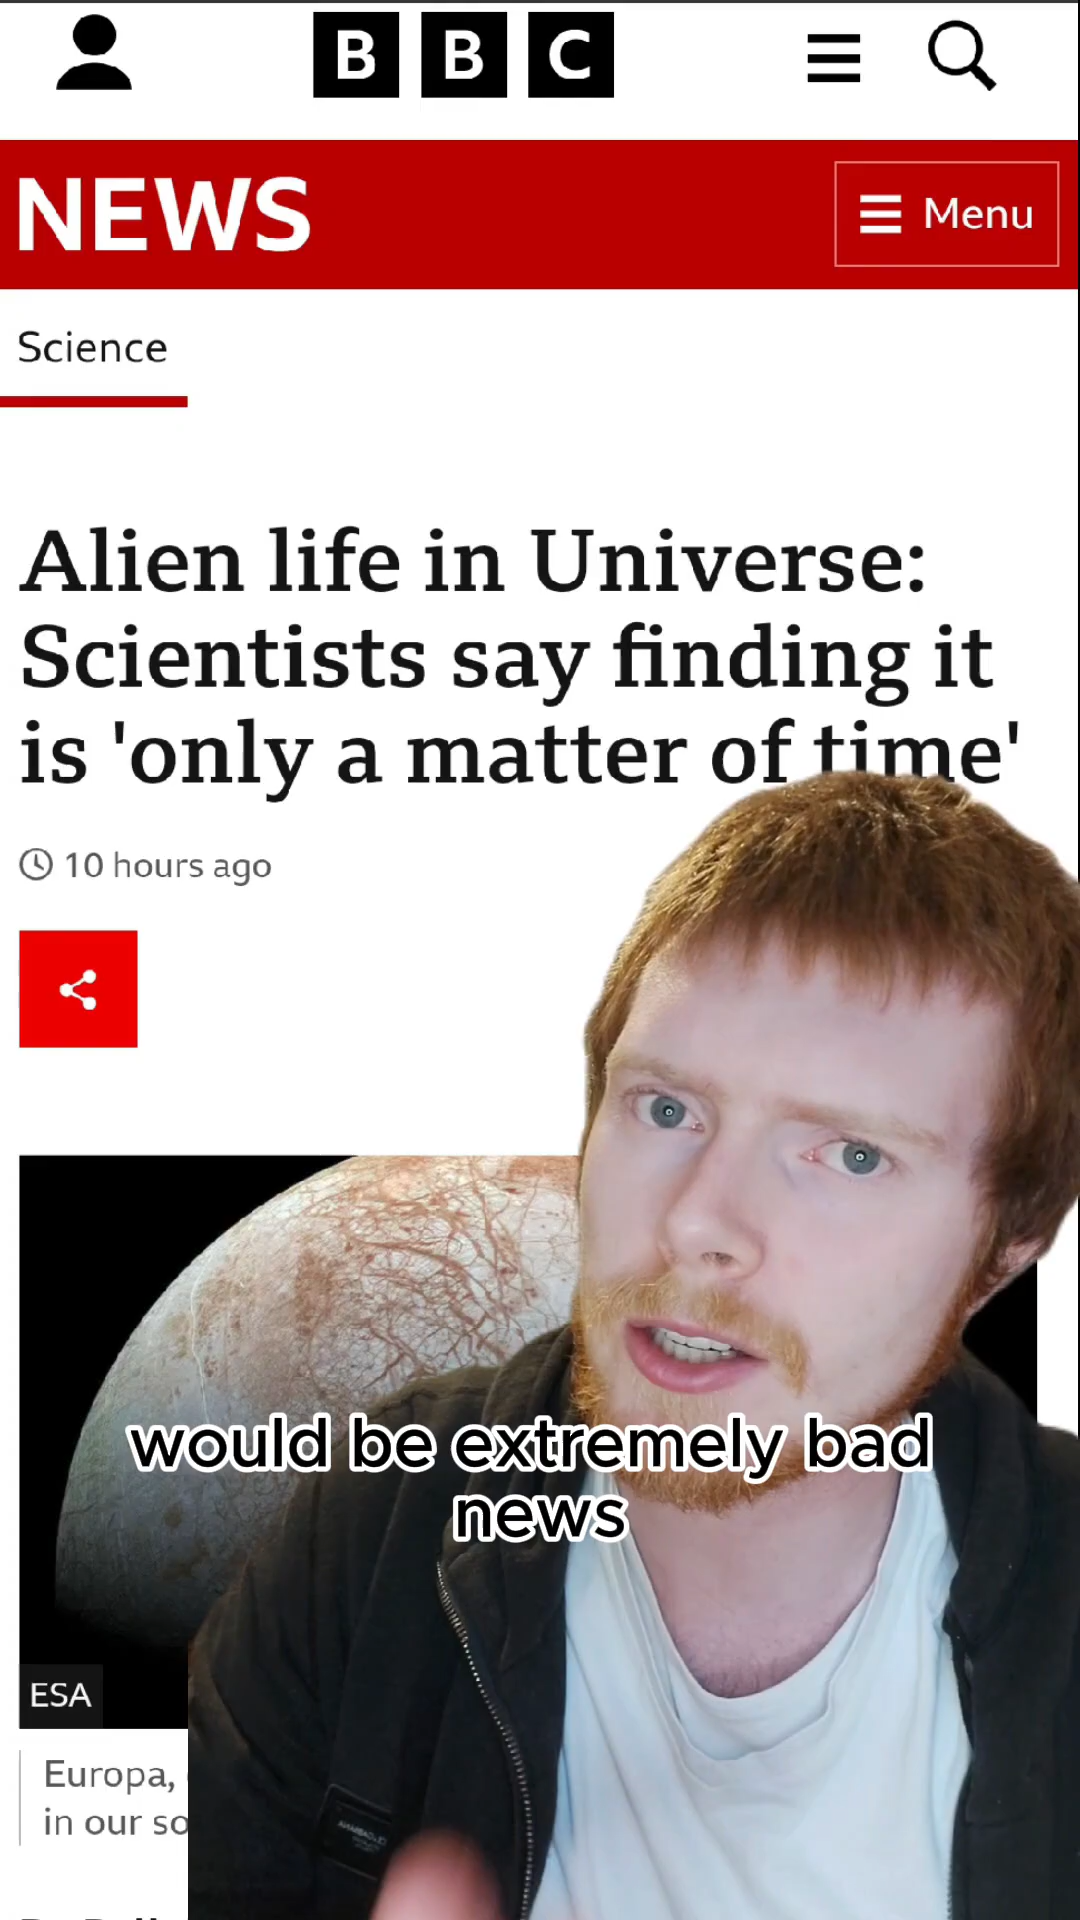 BBC
NEWS
Menu
Science
Alien life in Universe:
Scientists say finding it
is 'only a matter of time'
10 hours ago
would be extremely bad
news
ESA
Europa,
in our so